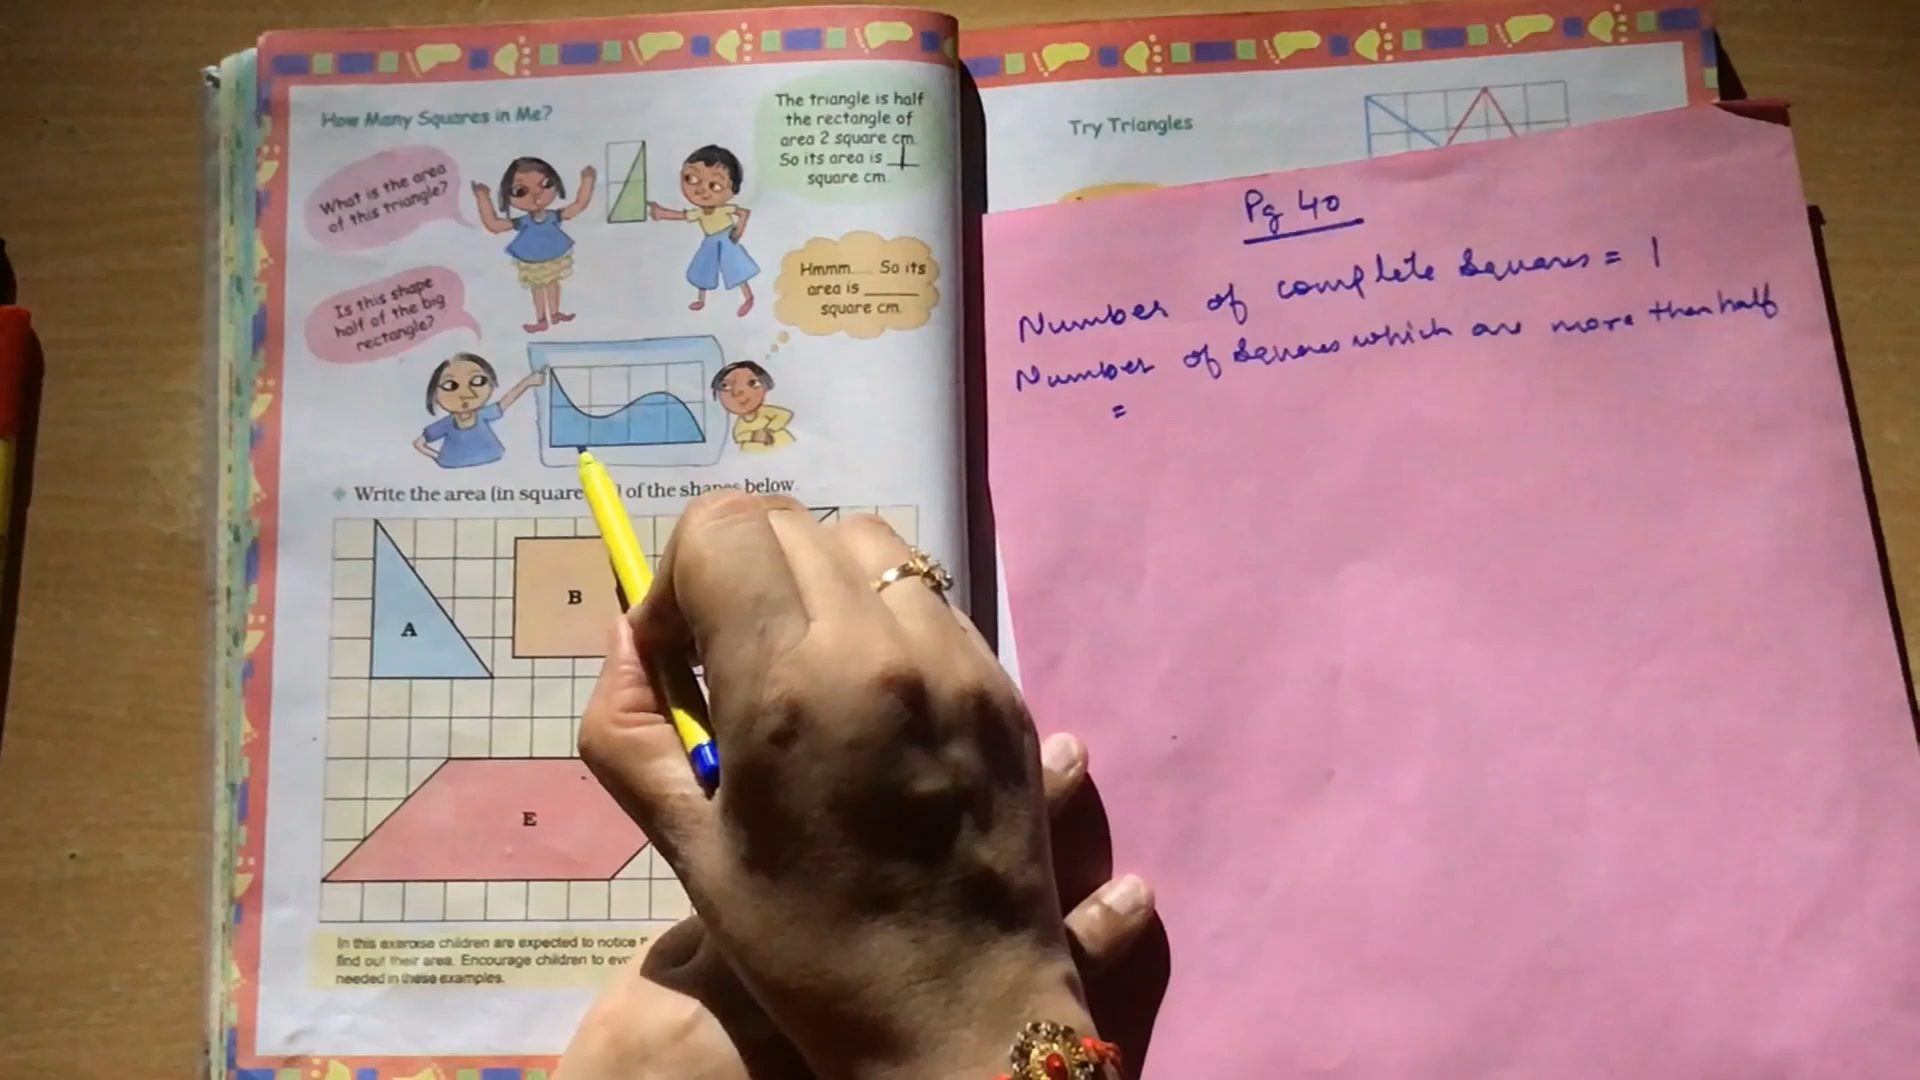 How Many Squares in Me?
What is the area
of this triangle?
The triangle is half
the rectangle of
area 2 square cm.
So its area is 1
square cm.
Is this shape
half of the big
rectangle?
Hmmm.... So its
area is ______
square cm.
Write the area (in square of the shapes below.
A
B
E
In this exercise children are expected to notice
find out their area. Encourage children to
needed in these examples.
Try Triangles
Pg 40
Number of complete squares = 1
Number of squares which are more than half
=